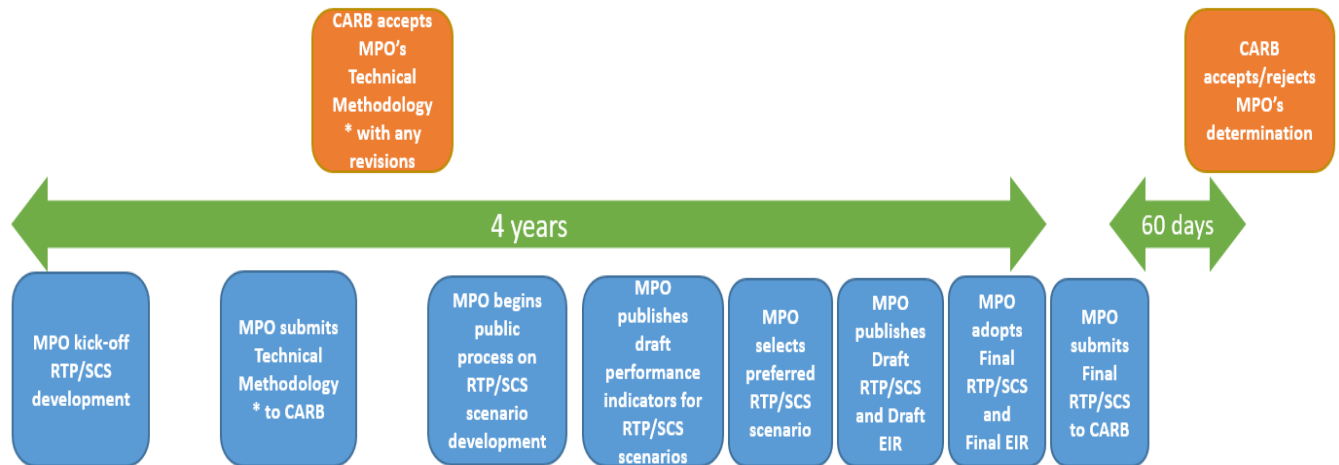 CARB accepts
MPO's
Technical
Methodology
* with any
revisions
CARB
accepts/rejects
MPO's
determination
4 years
60 days
MPO kick-off
RTP/SCS
development
MPO submits
Technical
Methodology
* to CARB
MPO begins
public
process on
RTP/SCS
scenario
development
MPO
publishes
draft
performance
indicators for
RTP/SCS
scenarios
MPO
selects
preferred
RTP/SCS
scenario
MPO
publishes
Draft
RTP/SCS
and Draft
EIR
MPO
adopts
Final
RTP/SCS
and
Final EIR
MPO
submits
Final
RTP/SCS
to CARB